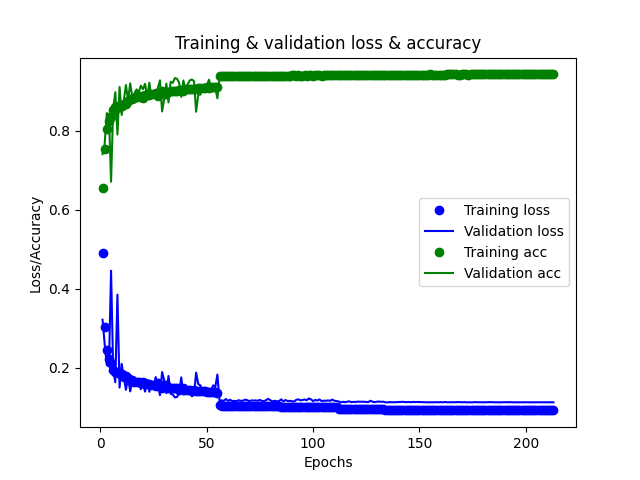 Training & validation loss & accuracy
Loss/Accuracy
0.8
0.6
0.4
0.2
Training loss
Validation loss
Training acc
Validation acc
0
50
100
150
200
Epochs